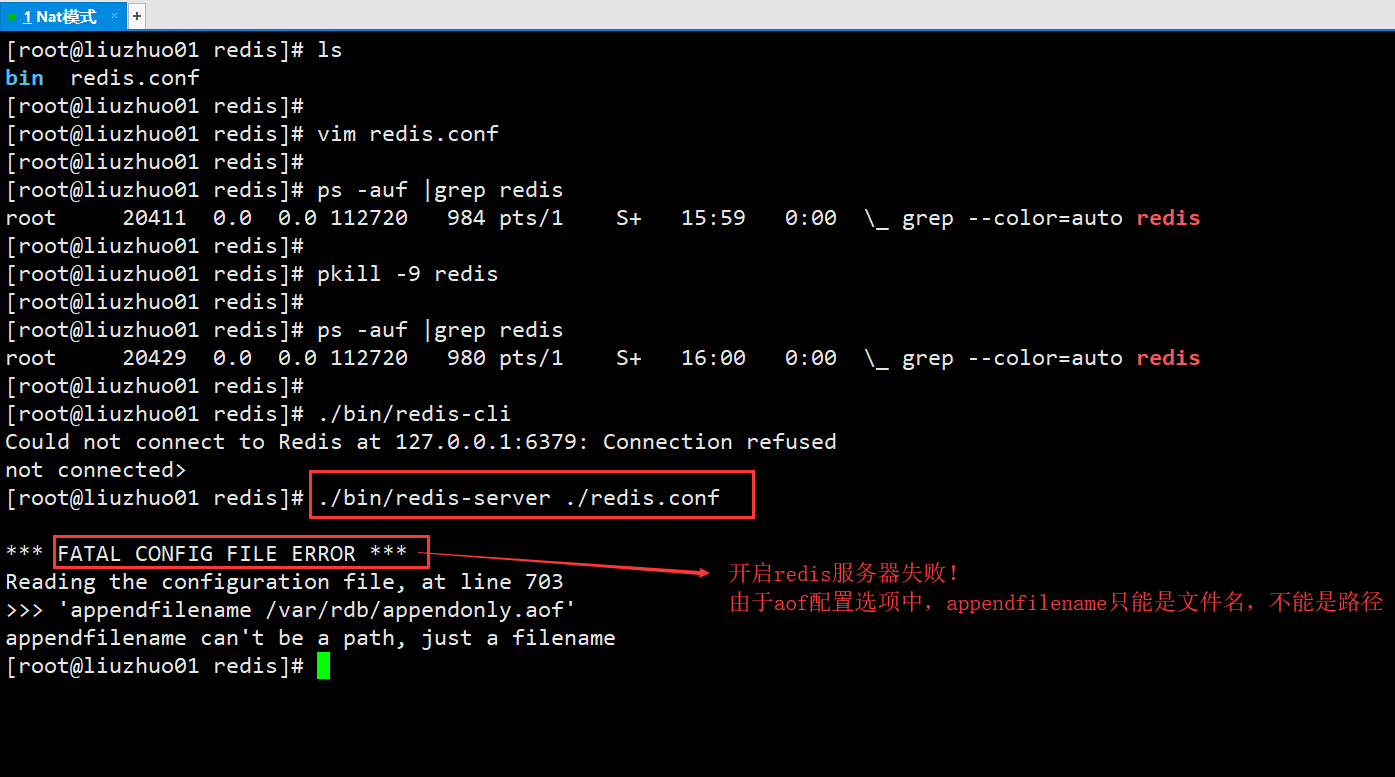 1 Nat模式 × +
[root@liuzhuo01 redis]# ls
bin  redis.conf
[root@liuzhuo01 redis]#
[root@liuzhuo01 redis]# vim redis.conf
[root@liuzhuo01 redis]#
[root@liuzhuo01 redis]# ps -auf |grep redis
root     20411  0.0  0.0 112720   984 pts/1    S+   15:59   0:00  \_ grep --color=auto redis
[root@liuzhuo01 redis]#
[root@liuzhuo01 redis]# pkill -9 redis
[root@liuzhuo01 redis]#
[root@liuzhuo01 redis]# ps -auf |grep redis
root     20429  0.0  0.0 112720   980 pts/1    S+   16:00   0:00  \_ grep --color=auto redis
[root@liuzhuo01 redis]#
[root@liuzhuo01 redis]# ./bin/redis-cli
Could not connect to Redis at 127.0.0.1:6379: Connection refused
not connected>
[root@liuzhuo01 redis]# ./bin/redis-server ./redis.conf
*** FATAL CONFIG FILE ERROR ***
Reading the configuration file, at line 703
>>> 'appendfilename /var/rdb/appendonly.aof'
appendfilename can't be a path, just a filename
[root@liuzhuo01 redis]#
开启redis服务器失败！
由于aof配置选项中，appendfilename只能是文件名，不能是路径